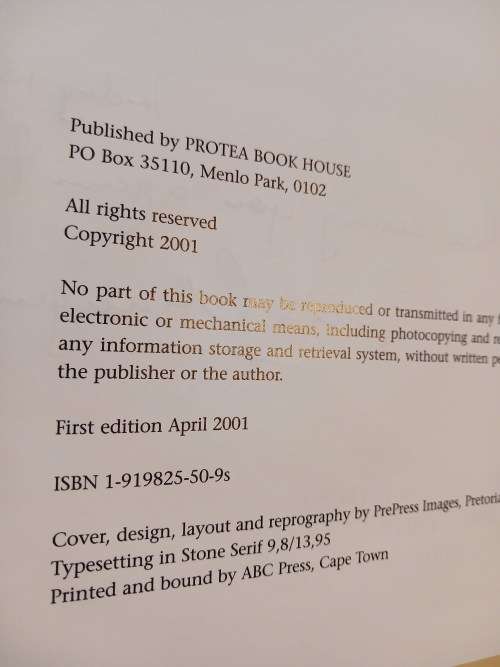 Published by PROTEA BOOK HOUSE
PO Box 35110, Menlo Park, 0102
All rights reserved
Copyright 2001
No part of this book may be reproduced or transmitted in any
electronic or mechanical means, including photocopying and
any information storage and retrieval system, without written
the publisher or the author.
First edition April 2001
ISBN 1-919825-50-9s
Cover, design, layout and reprography by PrePress Images, Pretoria
Typesetting in Stone Serif 9,8/13,95
Printed and bound by ABC Press, Cape Town